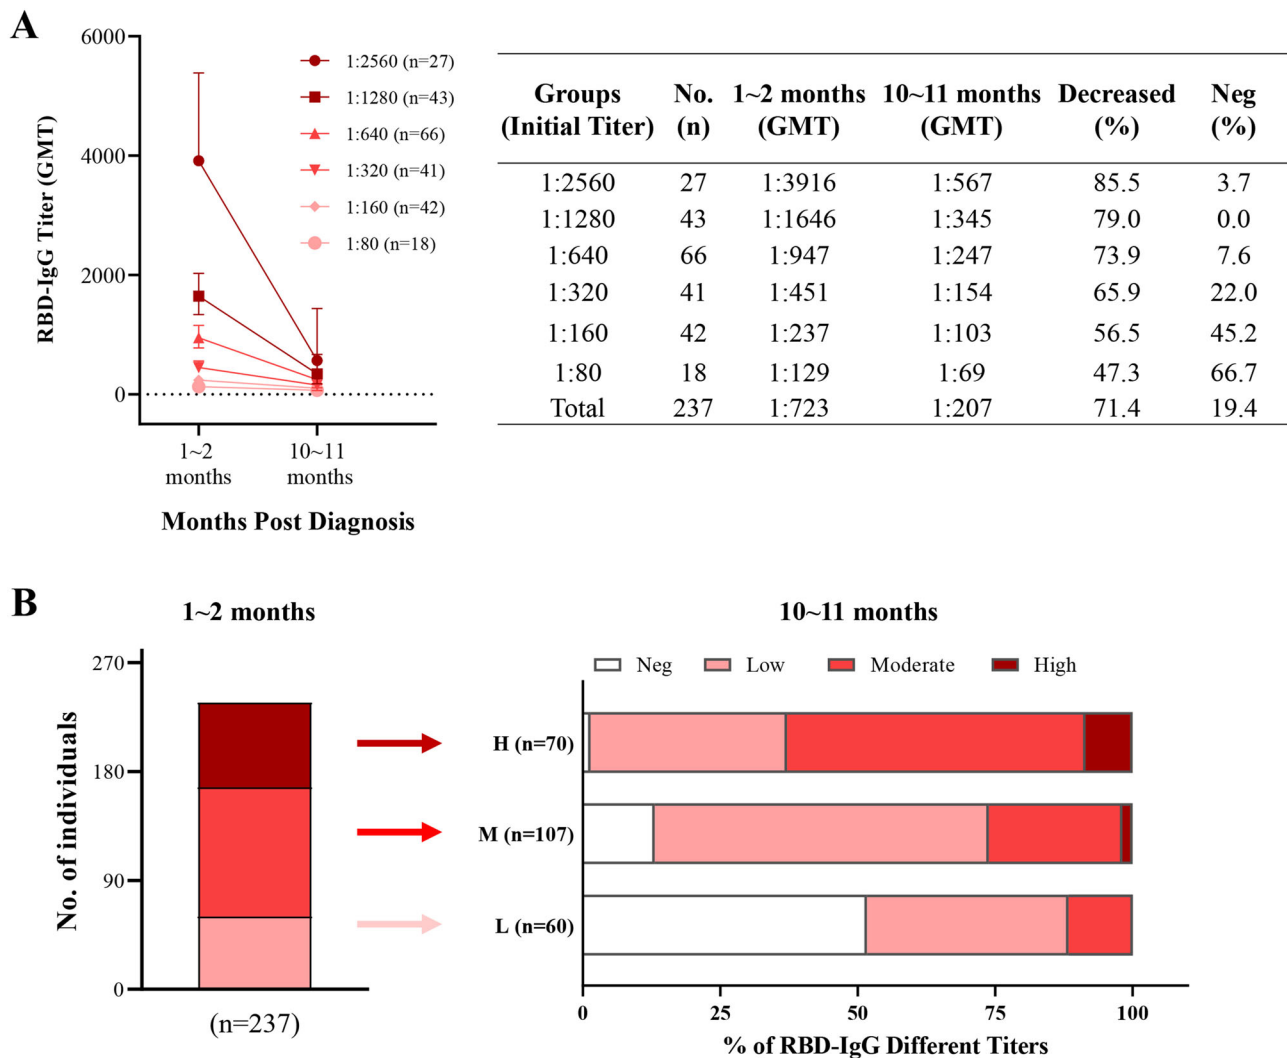 A
6000
4000
2000
0
RBD-IgG Titer (GMT)
1:2560 (n=27)
1:1280 (n=43)
1:640 (n=66)
1:320 (n=41)
1:160 (n=42)
1:80 (n=18)
1~2
months
10~11
months
Months Post Diagnosis
Groups No. 1~2 months 10~11 months Decreased Neg
(Initial Titer) (n) (GMT) (GMT) (%) (%)
1:2560 27 1:3916 1:567 85.5 3.7
1:1280 43 1:1646 1:345 79.0 0.0
1:640 66 1:947 1:247 73.9 7.6
1:320 41 1:451 1:154 65.9 22.0
1:160 42 1:237 1:103 56.5 45.2
1:80 18 1:129 1:69 47.3 66.7
Total 237 1:723 1:207 71.4 19.4
B
1~2 months
270
180
90
0
No. of individuals
(n=237)
10~11 months
Neg Low Moderate High
H (n=70)
M (n=107)
L (n=60)
0 25 50 75 100
% of RBD-IgG Different Titers